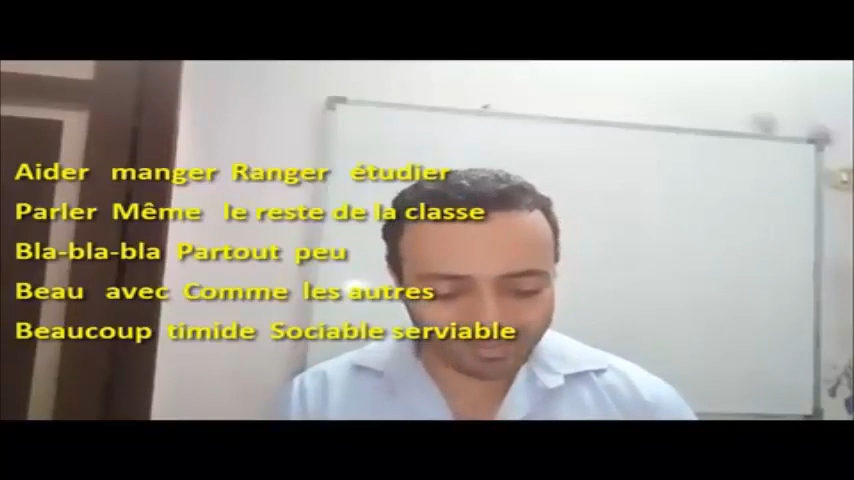 Aider manger Ranger étudier
Parler Même le reste de la classe
Bla-bla-bla Partout peu
Beau avec Comme les autres
Beaucoup timide Sociable serviable